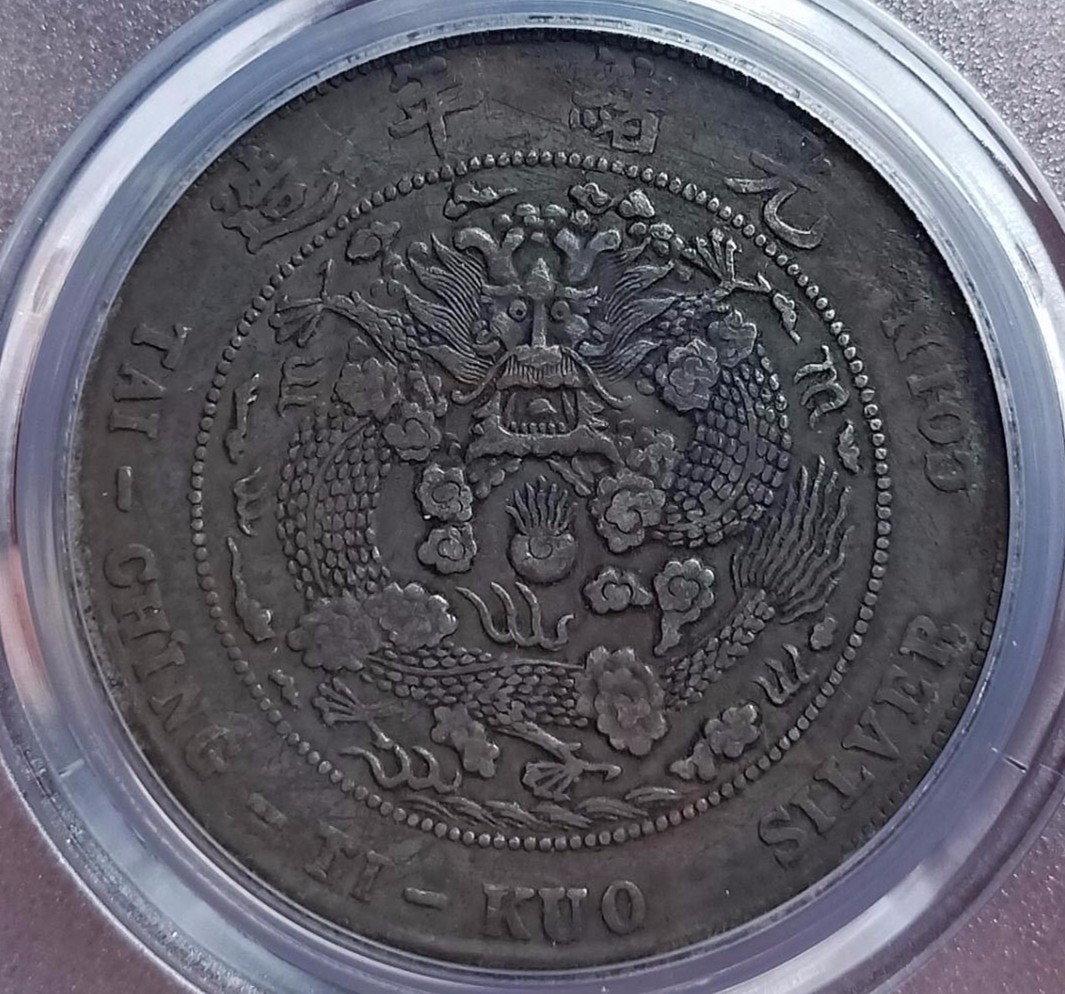 光緒年造
TAI-CHING-TI-KUO
SILVER COIN